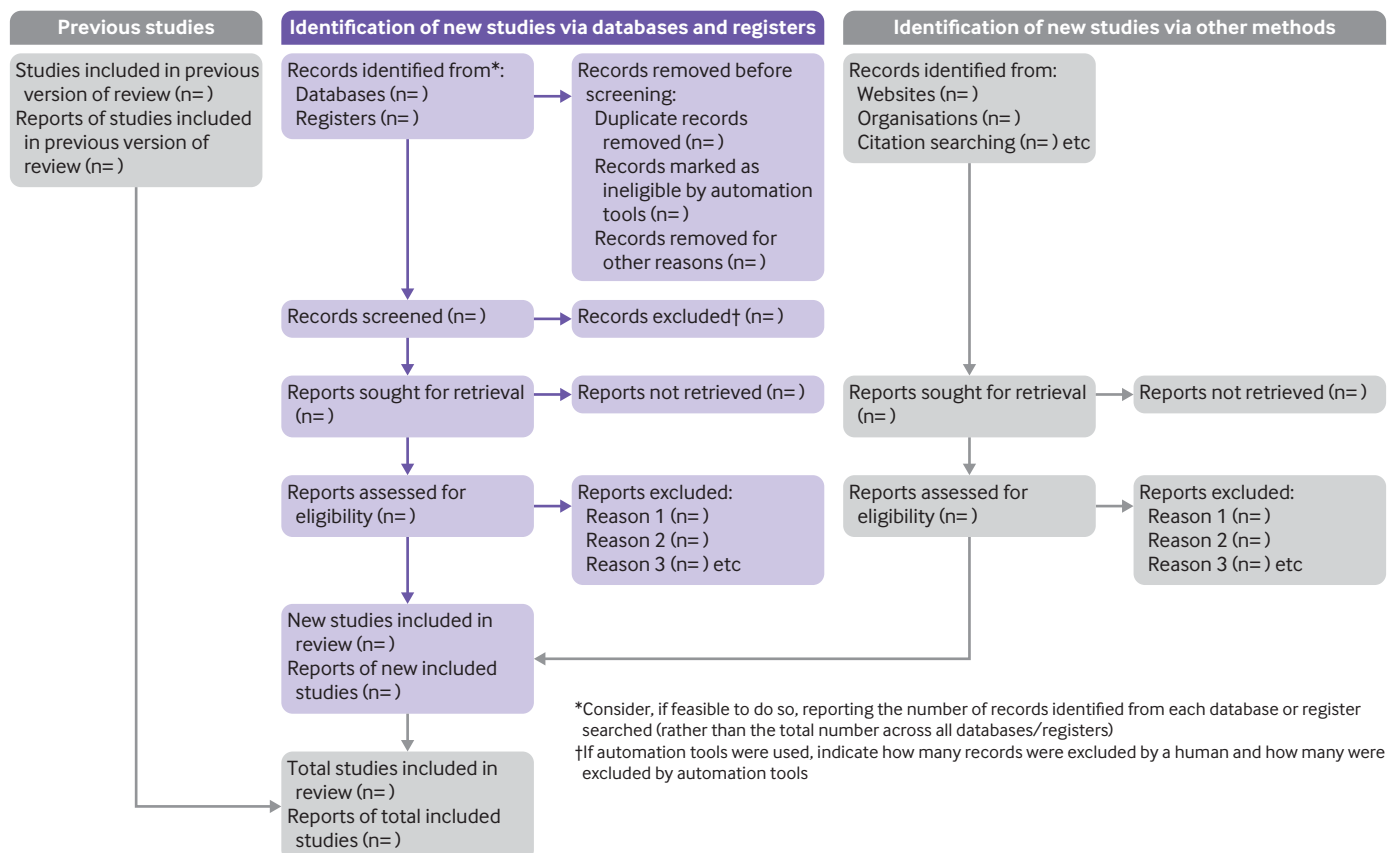 Previous studies
Studies included in previous
version of review (n= )
Reports of studies included
in previous version of
review (n= )
Identification of new studies via databases and registers
Records identified from*:
Databases (n= )
Registers (n= )
Records removed before
screening:
Duplicate records
removed (n= )
Records marked as
ineligible by automation
tools (n= )
Records removed for
other reasons (n= )
Records screened (n= )
Records excluded† (n= )
Reports sought for retrieval
(n= )
Reports not retrieved (n= )
Reports assessed for
eligibility (n= )
Reports excluded:
Reason 1 (n= )
Reason 2 (n= )
Reason 3 (n= ) etc
New studies included in
review (n= )
Reports of new included
studies (n= )
Total studies included in
review (n= )
Reports of total included
studies (n= )
Identification of new studies via other methods
Records identified from:
Websites (n= )
Organisations (n= )
Citation searching (n= ) etc
Reports sought for retrieval
(n= )
Reports not retrieved (n= )
Reports assessed for
eligibility (n= )
Reports excluded:
Reason 1 (n= )
Reason 2 (n= )
Reason 3 (n= ) etc
*Consider, if feasible to do so, reporting the number of records identified from each database or register
searched (rather than the total number across all databases/registers)
†If automation tools were used, indicate how many records were excluded by a human and how many were
excluded by automation tools